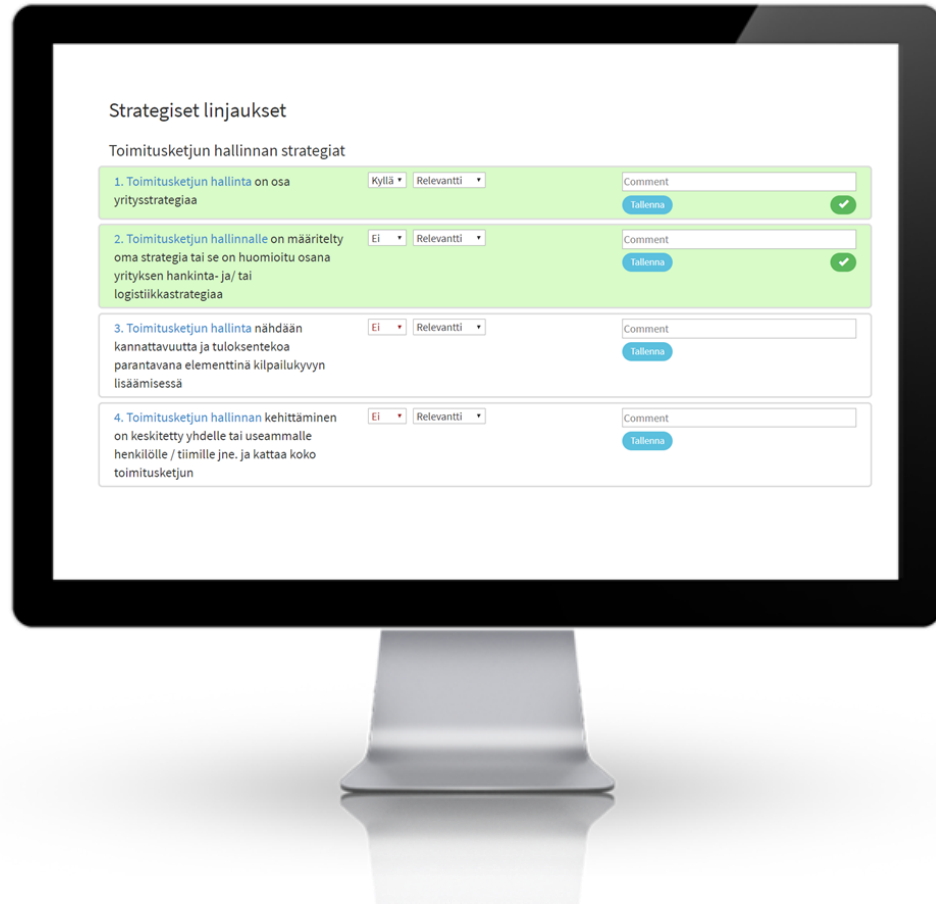 Strategiset linjaukset
Toimitusketjun hallinnan strategiat
1. Toimitusketjun hallinta on osa
yritysstrategiaa
Kyllä
Relevantti
Comment
Tallenna
2. Toimitusketjun hallinnalle on määritelty
oma strategia tai se on huomioitu osana
yrityksen hankinta- ja/ tai
logistiikkastrategiaa
Ei
Relevantti
Comment
Tallenna
3. Toimitusketjun hallinta nähdään
kannattavuutta ja tuloksentekoa
parantavana elementtinä kilpailukyvyn
lisäämisessä
Ei
Relevantti
Comment
Tallenna
4. Toimitusketjun hallinnan kehittäminen
on keskitetty yhdelle tai useammalle
henkilölle / tiimille jne. ja kattaa koko
toimitusketjun
Ei
Relevantti
Comment
Tallenna